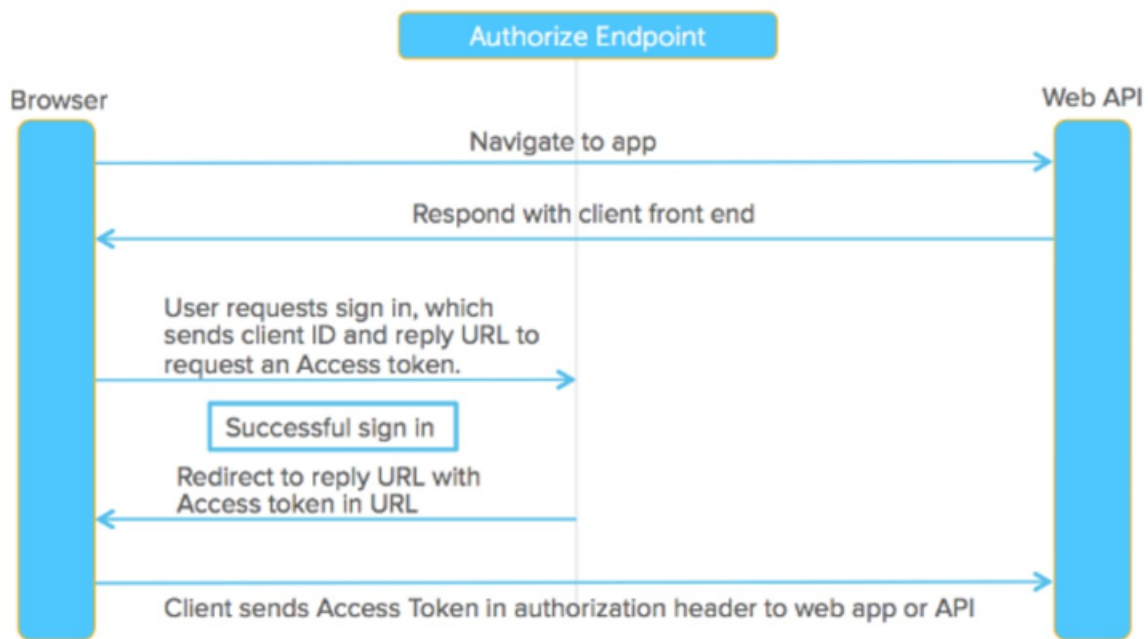 Authorize Endpoint
Browser
Web API
Navigate to app
Respond with client front end
User requests sign in, which
sends client ID and reply URL to
request an Access token.
Successful sign in
Redirect to reply URL with
Access token in URL
Client sends Access Token in authorization header to web app or API